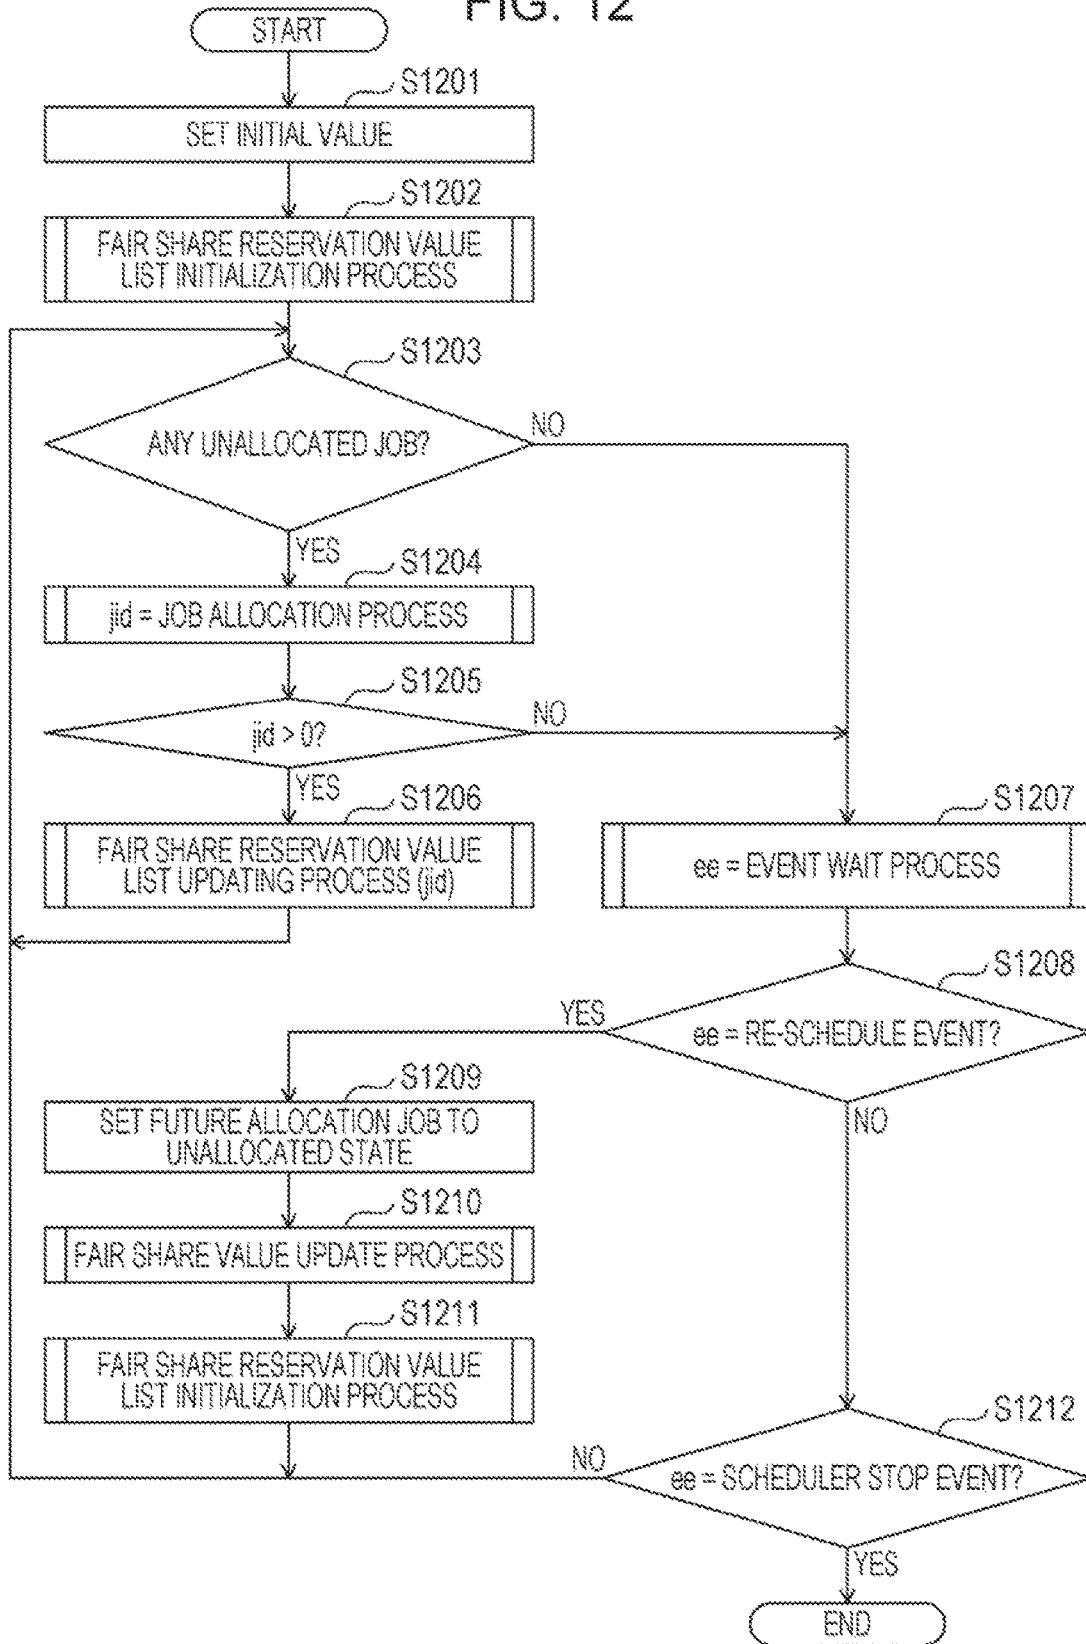 FIG. 12
START
S1201
SET INITIAL VALUE
S1202
FAIR SHARE RESERVATION VALUE
LIST INITIALIZATION PROCESS
S1203
ANY UNALLOCATED JOB?
NO
YES
S1204
jid = JOB ALLOCATION PROCESS
S1205
jid > 0?
NO
YES
S1206
FAIR SHARE RESERVATION VALUE
LIST UPDATING PROCESS (jid)
S1207
ee = EVENT WAIT PROCESS
S1208
ee = RE-SCHEDULE EVENT?
YES
NO
S1209
SET FUTURE ALLOCATION JOB TO
UNALLOCATED STATE
S1210
FAIR SHARE VALUE UPDATE PROCESS
S1211
FAIR SHARE RESERVATION VALUE
LIST INITIALIZATION PROCESS
S1212
ee = SCHEDULER STOP EVENT?
NO
YES
END